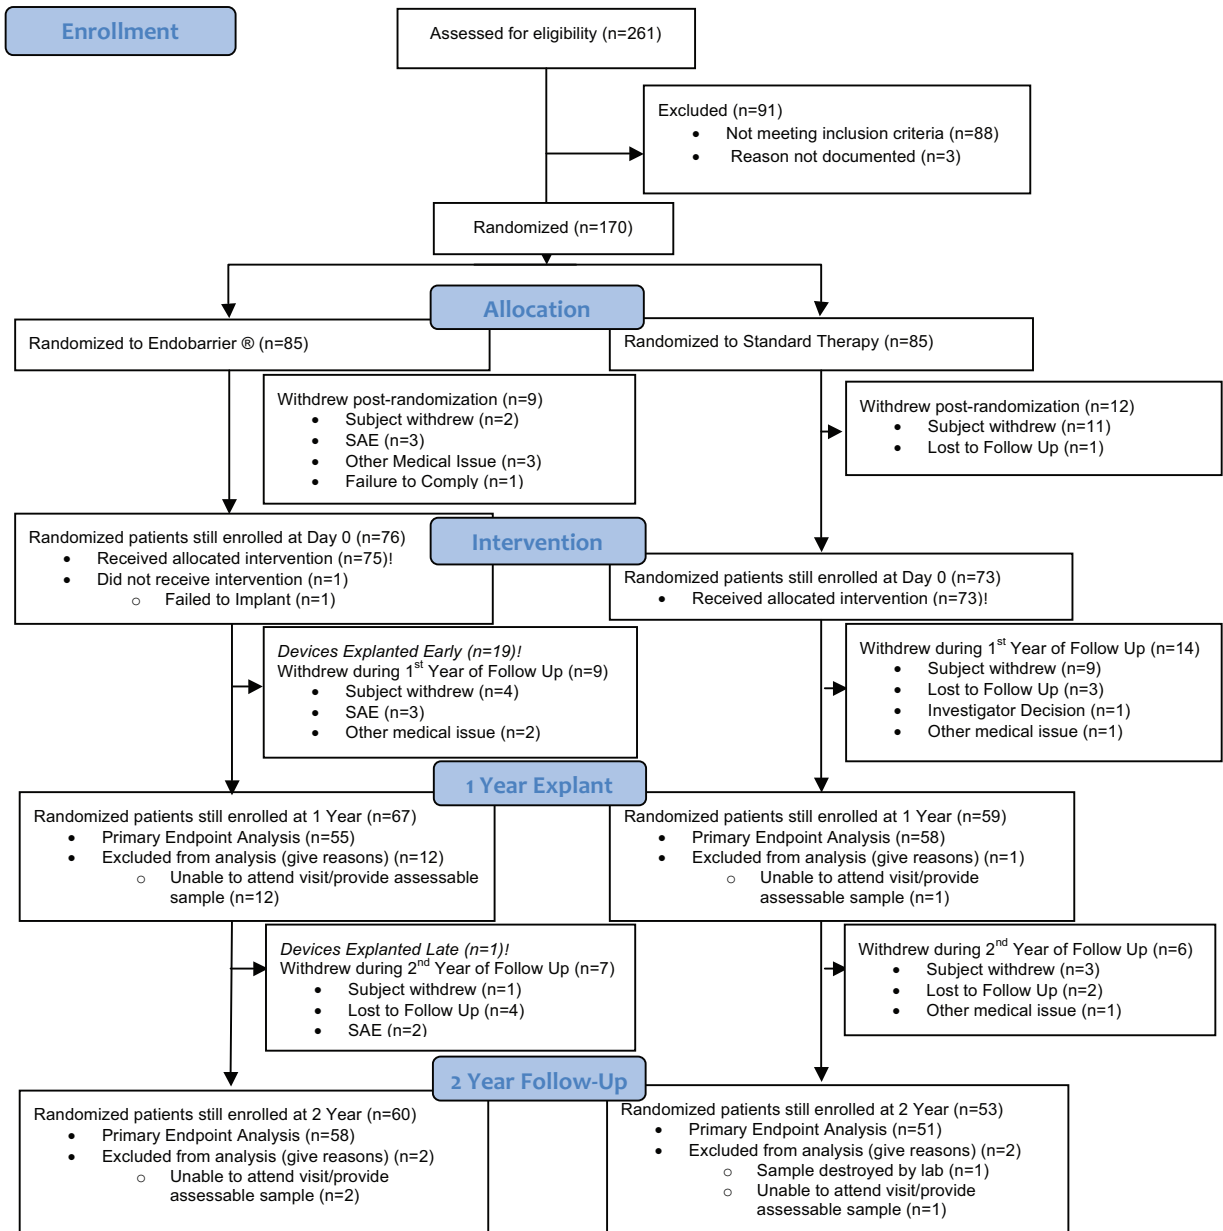 Enrollment
Assessed for eligibility (n=261)
Excluded (n=91)
• Not meeting inclusion criteria (n=88)
• Reason not documented (n=3)
Randomized (n=170)
Allocation
Randomized to Endobarrier ® (n=85)
Randomized to Standard Therapy (n=85)
Withdrew post-randomization (n=9)
• Subject withdrew (n=2)
• SAE (n=3)
• Other Medical Issue (n=3)
• Failure to Comply (n=1)
Withdrew post-randomization (n=12)
• Subject withdrew (n=11)
• Lost to Follow Up (n=1)
Intervention
Randomized patients still enrolled at Day 0 (n=76)
• Received allocated intervention (n=75)!
• Did not receive intervention (n=1)
o Failed to Implant (n=1)
Randomized patients still enrolled at Day 0 (n=73)
• Received allocated intervention (n=73)!
Devices Explanted Early (n=19)!
Withdrew during 1st Year of Follow Up (n=9)
• Subject withdrew (n=4)
• SAE (n=3)
• Other medical issue (n=2)
Withdrew during 1st Year of Follow Up (n=14)
• Subject withdrew (n=9)
• Lost to Follow Up (n=3)
• Investigator Decision (n=1)
• Other medical issue (n=1)
1 Year Explant
Randomized patients still enrolled at 1 Year (n=67)
• Primary Endpoint Analysis (n=55)
• Excluded from analysis (give reasons) (n=12)
o Unable to attend visit/provide assessable
sample (n=12)
Randomized patients still enrolled at 1 Year (n=59)
• Primary Endpoint Analysis (n=58)
• Excluded from analysis (give reasons) (n=1)
o Unable to attend visit/provide
assessable sample (n=1)
Devices Explanted Late (n=1)!
Withdrew during 2nd Year of Follow Up (n=7)
• Subject withdrew (n=1)
• Lost to Follow Up (n=4)
• SAE (n=2)
Withdrew during 2nd Year of Follow Up (n=6)
• Subject withdrew (n=3)
• Lost to Follow Up (n=2)
• Other medical issue (n=1)
2 Year Follow-Up
Randomized patients still enrolled at 2 Year (n=60)
• Primary Endpoint Analysis (n=58)
• Excluded from analysis (give reasons) (n=2)
o Unable to attend visit/provide
assessable sample (n=2)
Randomized patients still enrolled at 2 Year (n=53)
• Primary Endpoint Analysis (n=51)
• Excluded from analysis (give reasons) (n=2)
o Sample destroyed by lab (n=1)
o Unable to attend visit/provide
assessable sample (n=1)